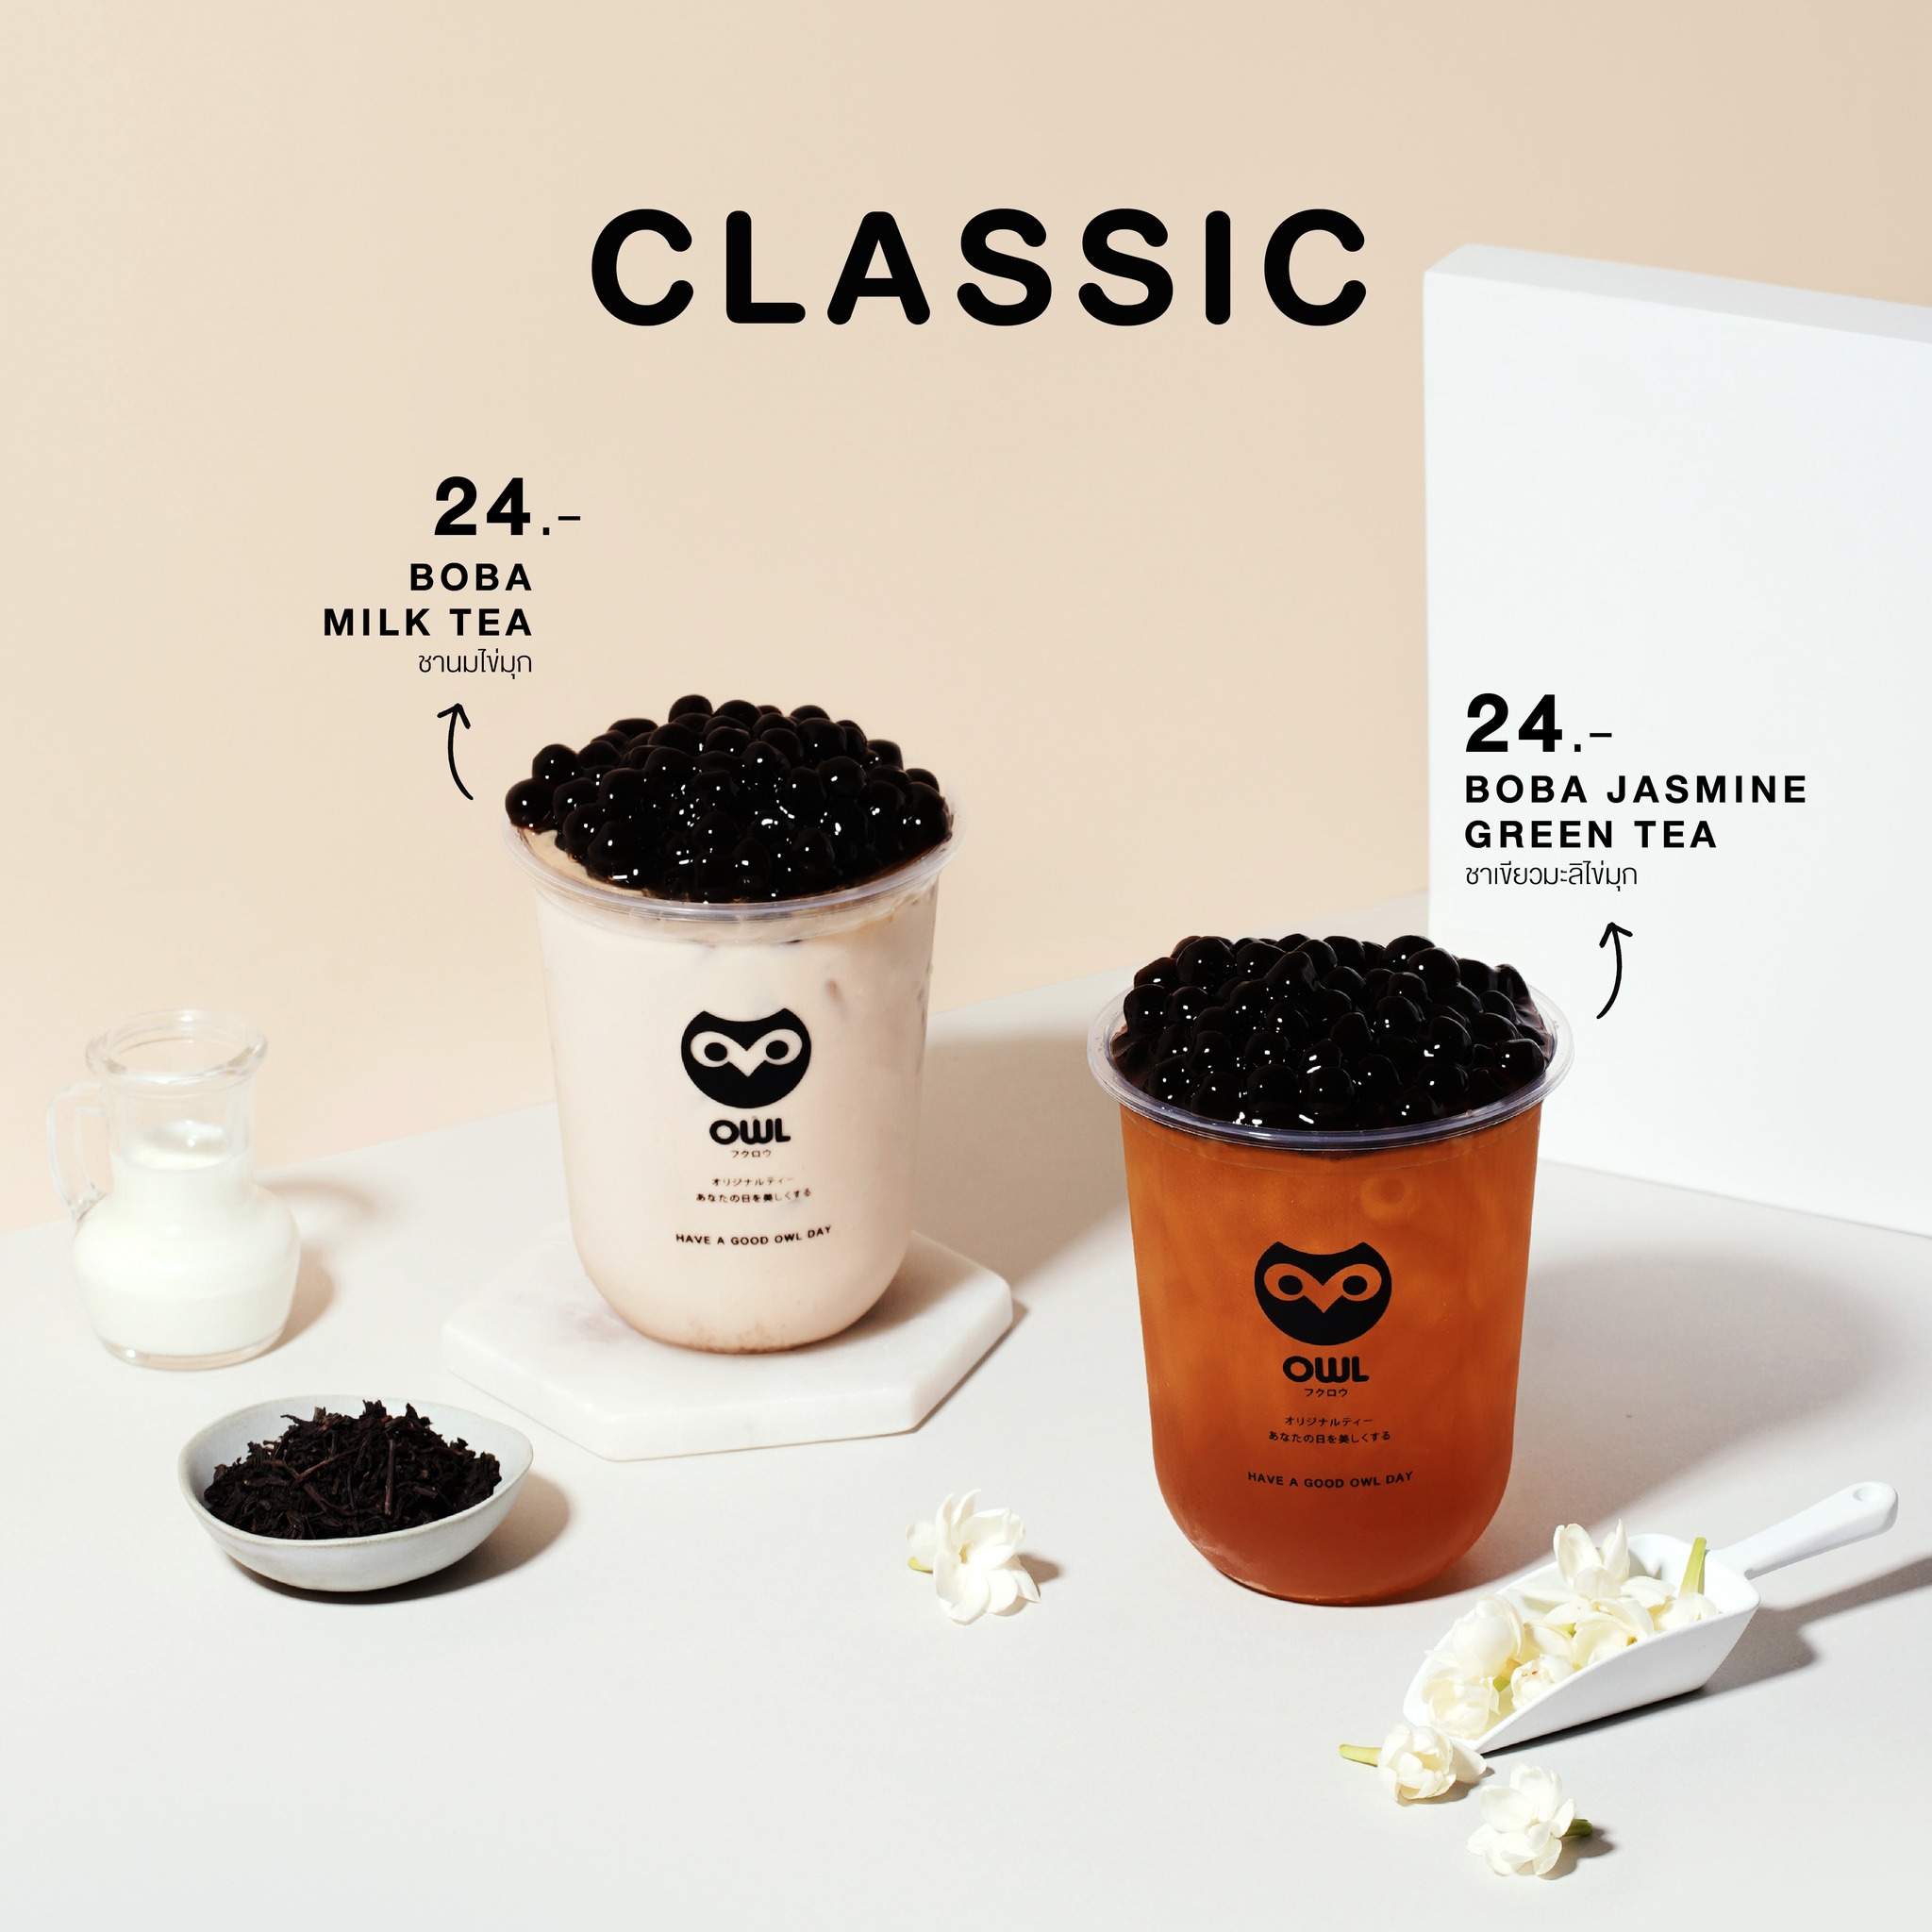 CLASSIC
24.-
BOBA
MILK TEA
ชานมไข่มุก
24.-
BOBA JASMINE
GREEN TEA
ชาเขียวมะลิไข่มุก
OWL
フクロウ
オリジナルティー
あなたの日を美しくする
HAVE A GOOD OWL DAY
OWL
フクロウ
オリジナルティー
あなたの日を美しくする
HAVE A GOOD OWL DAY